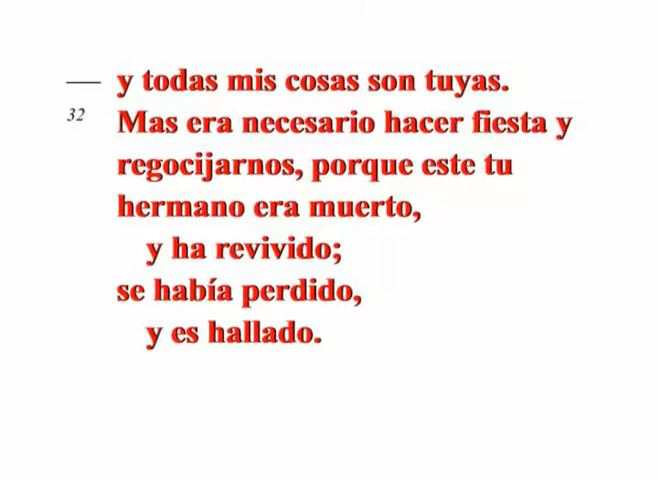 — y todas mis cosas son tuyas.
32 Mas era necesario hacer fiesta y
regocijarnos, porque este tu
hermano era muerto,
y ha revivido;
se había perdido,
y es hallado.